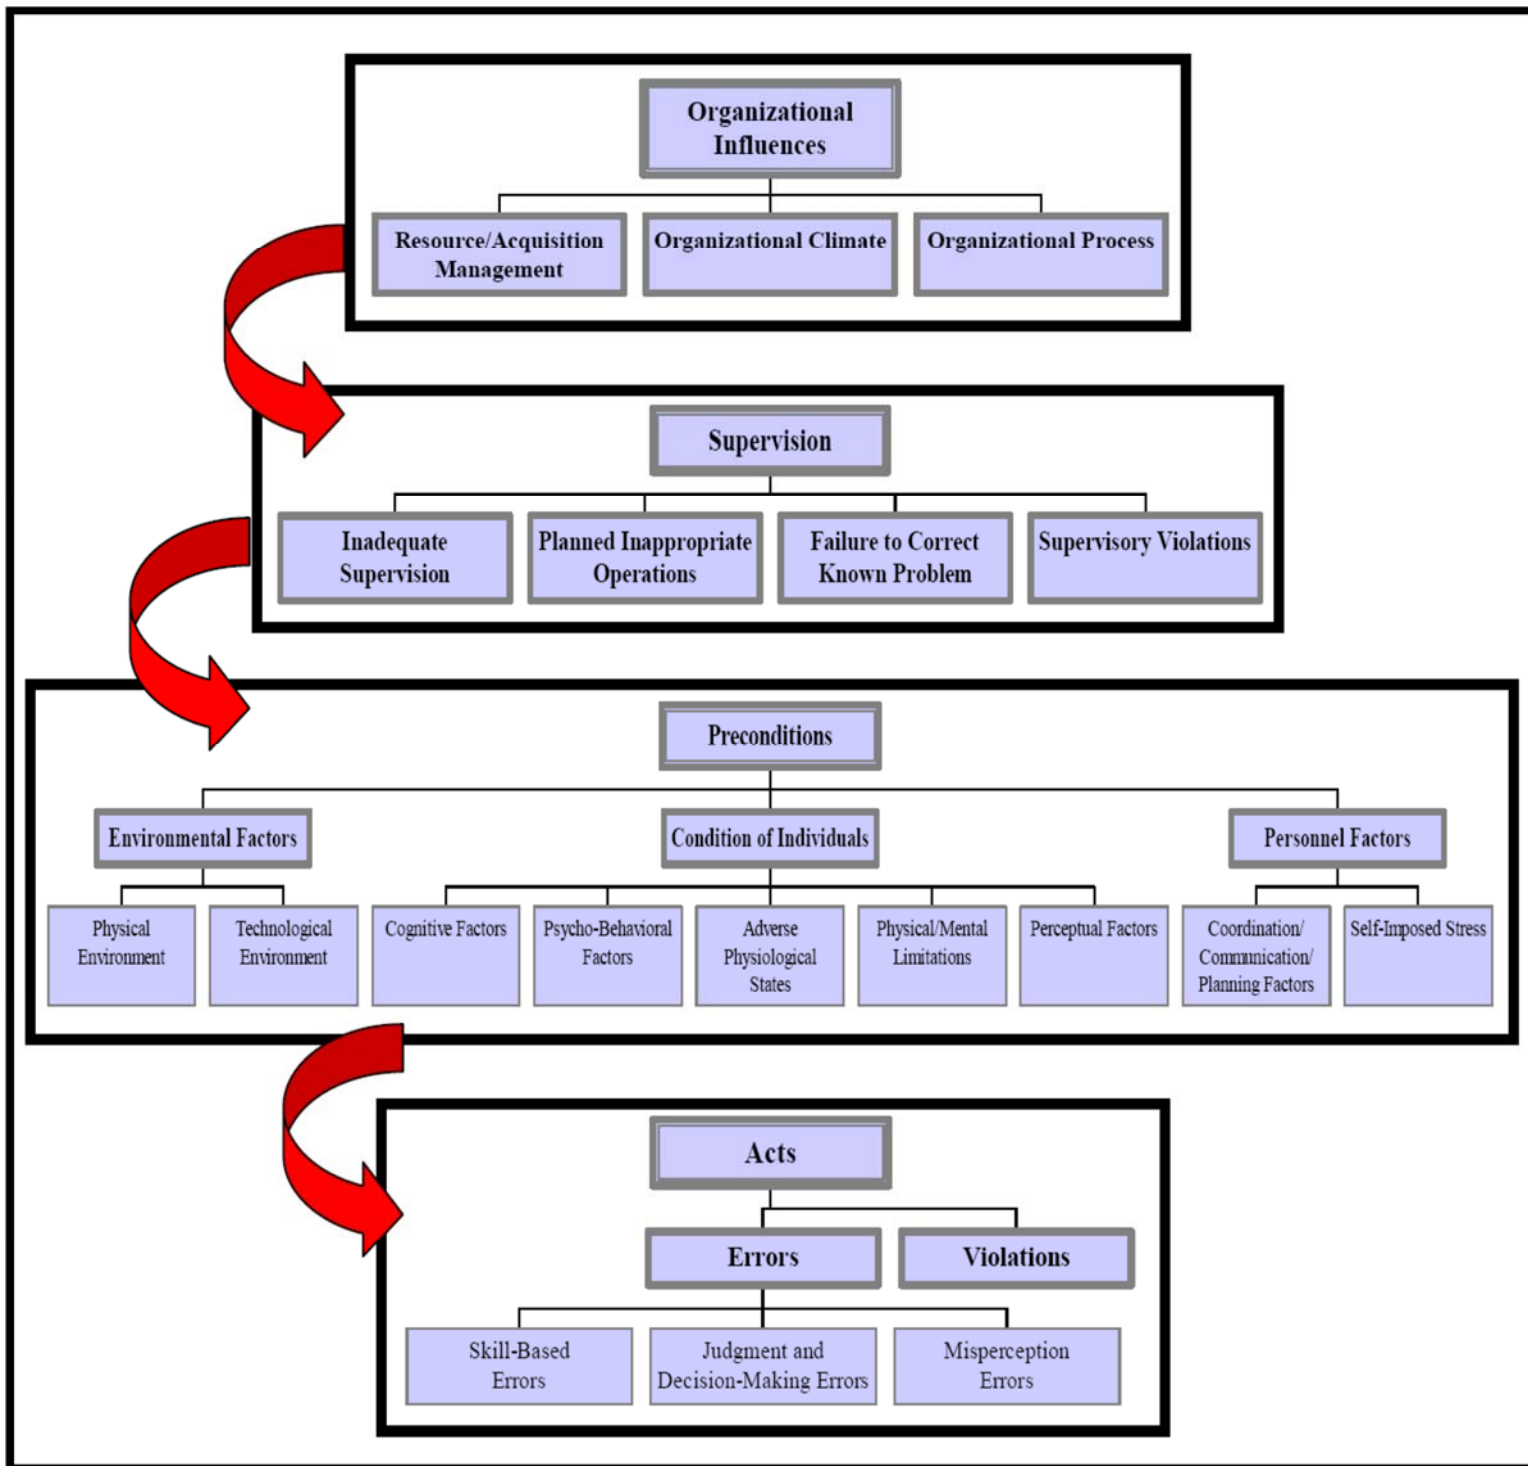 Organizational
Influences
Resource/Acquisition
Management
Organizational Climate
Organizational Process
Supervision
Inadequate
Supervision
Planned Inappropriate
Operations
Failure to Correct
Known Problem
Supervisory Violations
Preconditions
Environmental Factors
Condition of Individuals
Personnel Factors
Physical
Environment
Technological
Environment
Cognitive Factors
Psycho-Behavioral
Factors
Adverse
Physiological
States
Physical/Mental
Limitations
Perceptual Factors
Coordination/
Communication/
Planning Factors
Self-Imposed Stress
Acts
Errors
Violations
Skill-Based
Errors
Judgment and
Decision-Making Errors
Misperception
Errors